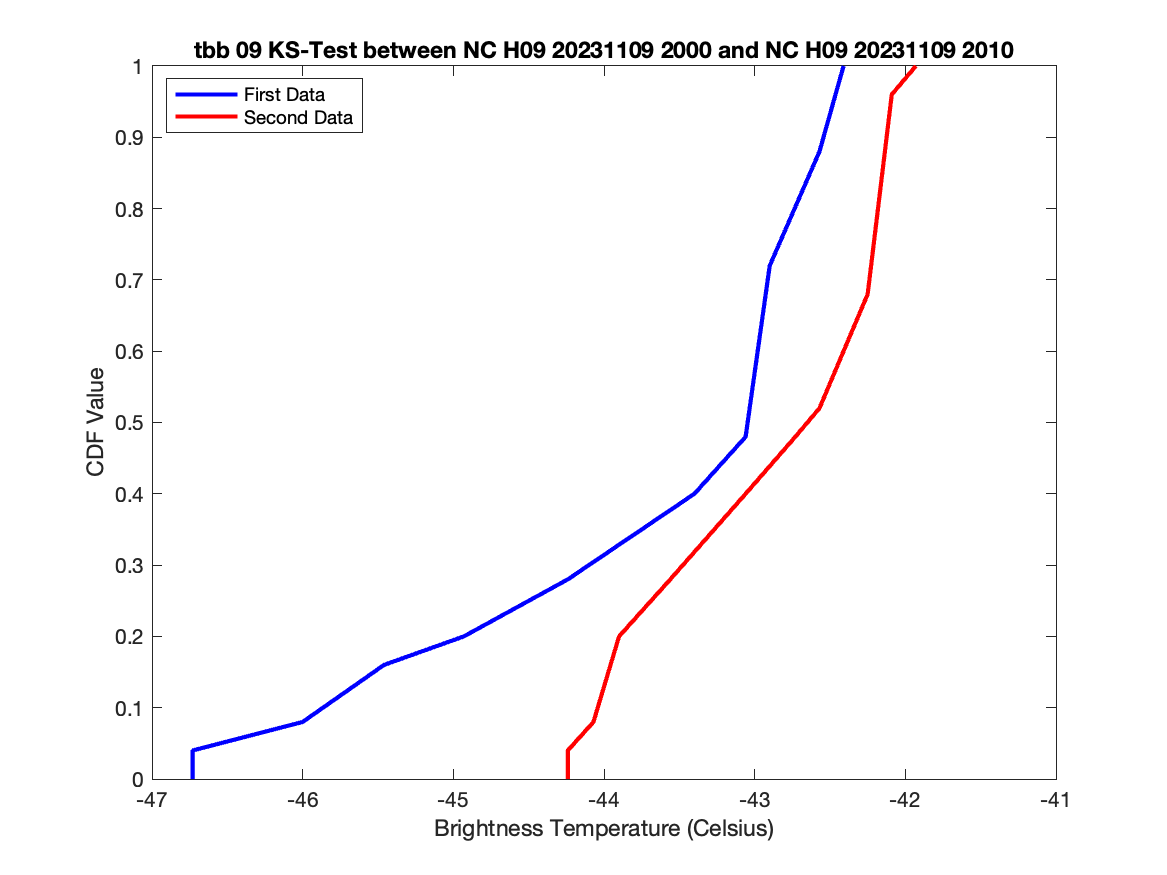 tbb 09 KS-Test between NC H09 20231109 2000 and NC H09 20231109 2010
First Data
Second Data
1
0.9
0.8
0.7
0.6
0.5
0.4
0.3
0.2
0.1
0
CDF Value
-47 -46 -45 -44 -43 -42 -41
Brightness Temperature (Celsius)